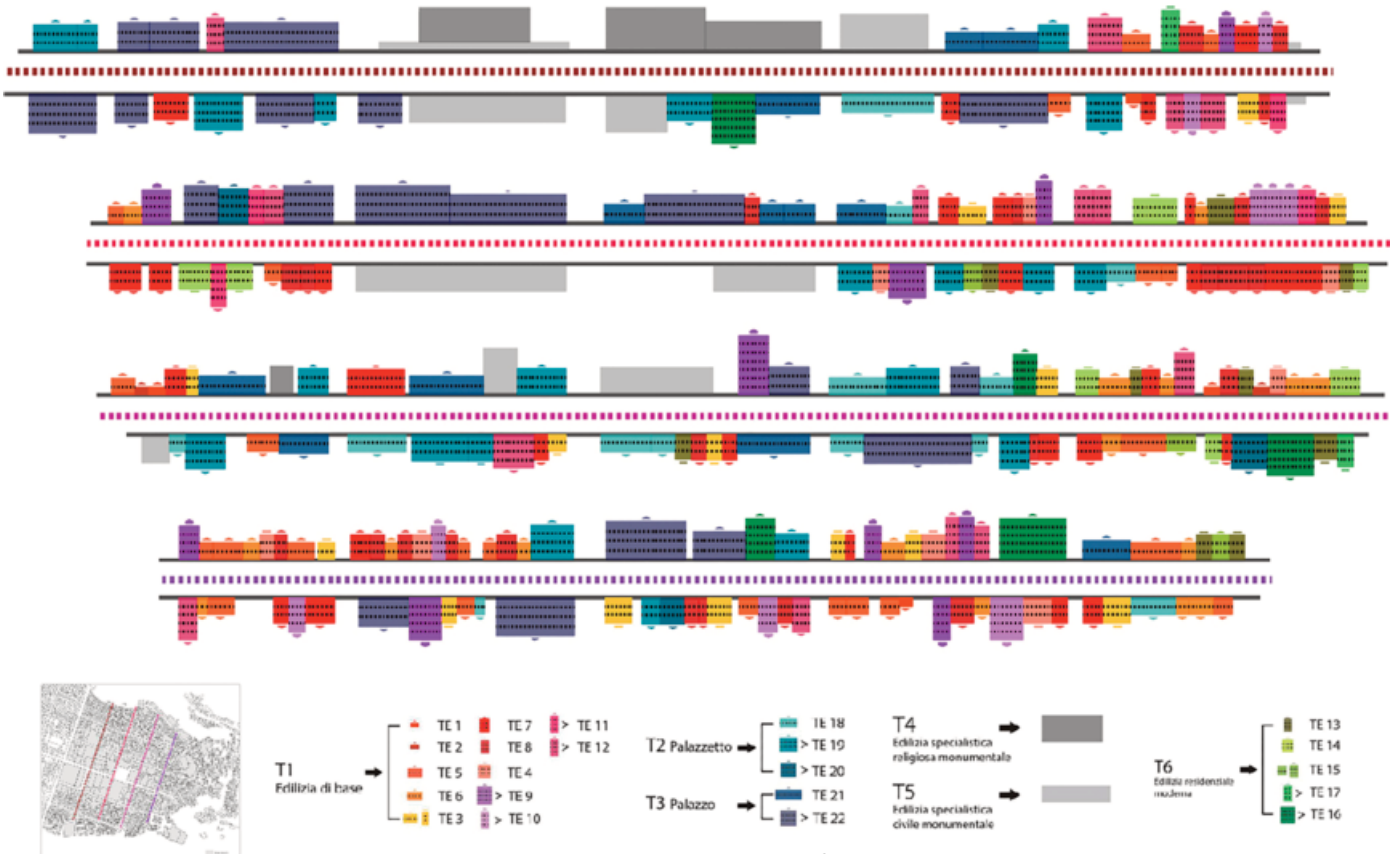 T1
Edilizia di base
TE 1
TE 2
TE 5
TE 6
TE 3
TE 7
TE 8
TE 4
> TE 9
> TE 10
> TE 11
> TE 12
T2 Palazzetto
TE 18
> TE 19
> TE 20
T3 Palazzo
TE 21
> TE 22
T4
Edilizia specialistica
religiosa monumentale
T5
Edilizia specialistica
civile monumentale
T6
Edilizia residenziale
moderna
TE 13
TE 14
TE 15
> TE 17
> TE 16